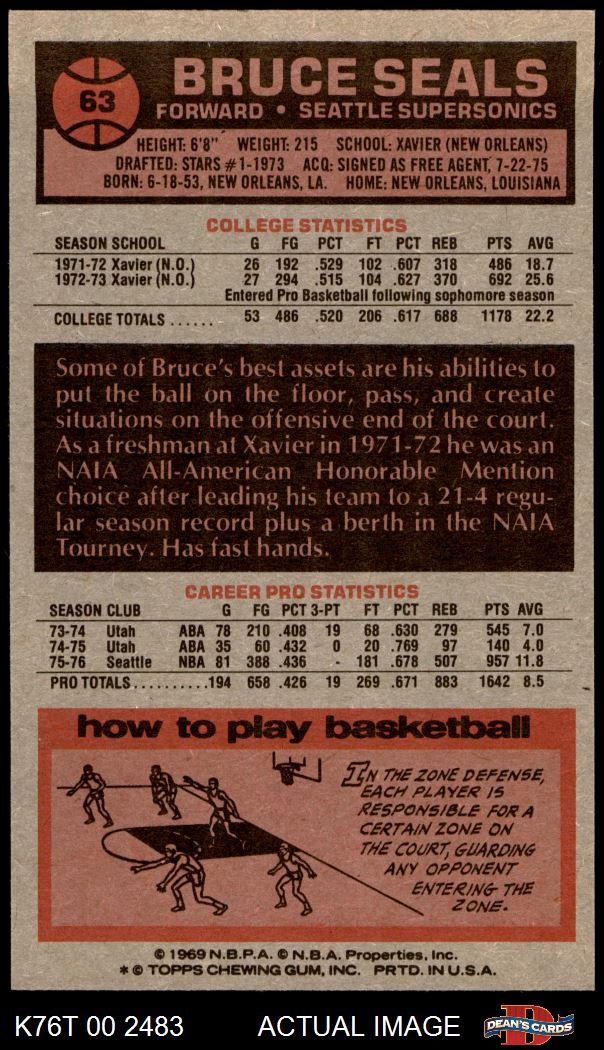 63
BRUCE SEALS
FORWARD • SEATTLE SUPERSONICS
HEIGHT: 6'8" WEIGHT: 215 SCHOOL: XAVIER (NEW ORLEANS)
DRAFTED: STARS #1-1973 ACQ: SIGNED AS FREE AGENT, 7-22-75
BORN: 6-18-53, NEW ORLEANS, LA. HOME: NEW ORLEANS, LOUISIANA
COLLEGE STATISTICS
SEASON SCHOOL G FG PCT FT PCT REB PTS AVG
1971-72 Xavier (N.O.) 26 192 .529 102 .607 318 486 18.7
1972-73 Xavier (N.O.) 27 294 .515 104 .627 370 692 25.6
Entered Pro Basketball following sophomore season
COLLEGE TOTALS ...... 53 486 .520 206 .617 688 1178 22.2
Some of Bruce's best assets are his abilities to
put the ball on the floor, pass, and create
situations on the offensive end of the court.
As a freshman at Xavier in 1971-72 he was an
NAIA All-American Honorable Mention
choice after leading his team to a 21-4 regu-
lar season record plus a berth in the NAIA
Tourney. Has fast hands.
CAREER PRO STATISTICS
SEASON CLUB G FG PCT 3-PT FT PCT REB PTS AVG
73-74 Utah ABA 78 210 .408 19 68 .630 279 545 7.0
74-75 Utah ABA 35 60 .432 0 20 .769 97 140 4.0
75-76 Seattle NBA 81 388 .436 - 181 .678 507 957 11.8
PRO TOTALS..........194 658 .426 19 269 .671 883 1642 8.5
how to play basketball
IN THE ZONE DEFENSE,
EACH PLAYER IS
RESPONSIBLE FOR A
CERTAIN ZONE ON
THE COURT, GUARDING
ANY OPPONENT
ENTERING THE
ZONE.
© 1969 N.B.P.A. © N.B.A. Properties, Inc.
* © TOPPS CHEWING GUM, INC. PRTD. IN U.S.A.
K76T 00 2483 ACTUAL IMAGE
D
DEAN'S CARDS